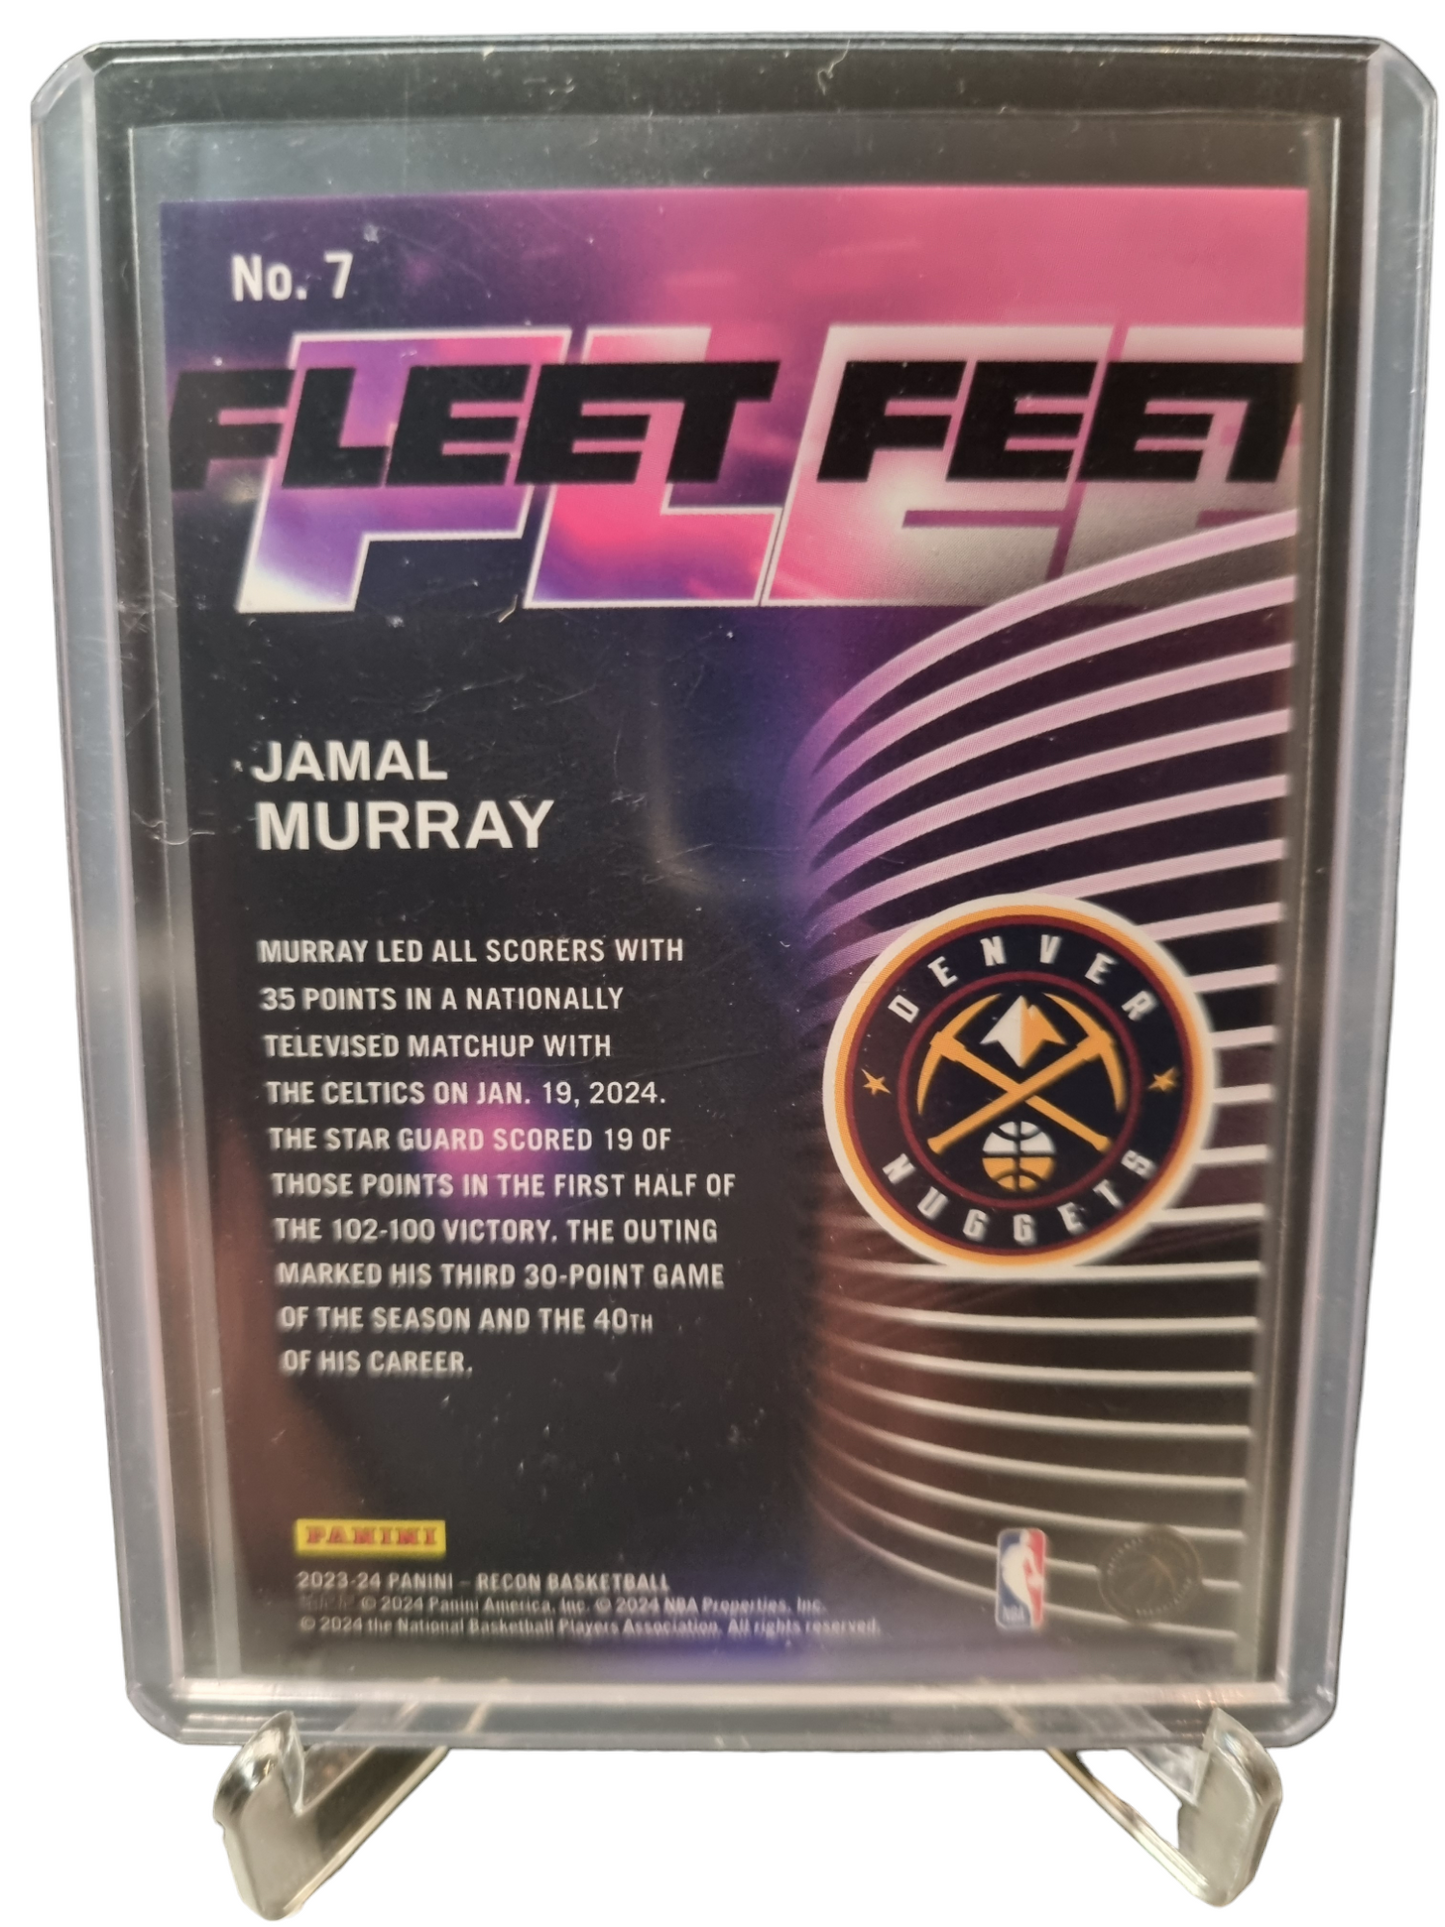 No. 7
FLEET FEET
FLEE
JAMAL
MURRAY
MURRAY LED ALL SCORERS WITH
35 POINTS IN A NATIONALLY
TELEVISED MATCHUP WITH
THE CELTICS ON JAN. 19, 2024.
THE STAR GUARD SCORED 19 OF
THOSE POINTS IN THE FIRST HALF OF
THE 102-100 VICTORY. THE OUTING
MARKED HIS THIRD 30-POINT GAME
OF THE SEASON AND THE 40TH
OF HIS CAREER.
DENVER
NUGGETS
PANINI
2023-24 PANINI – RECON BASKETBALL
© 2024 Panini America, Inc. © 2024 NBA Properties, Inc.
© 2024 the National Basketball Players Association. All rights reserved.
NBA